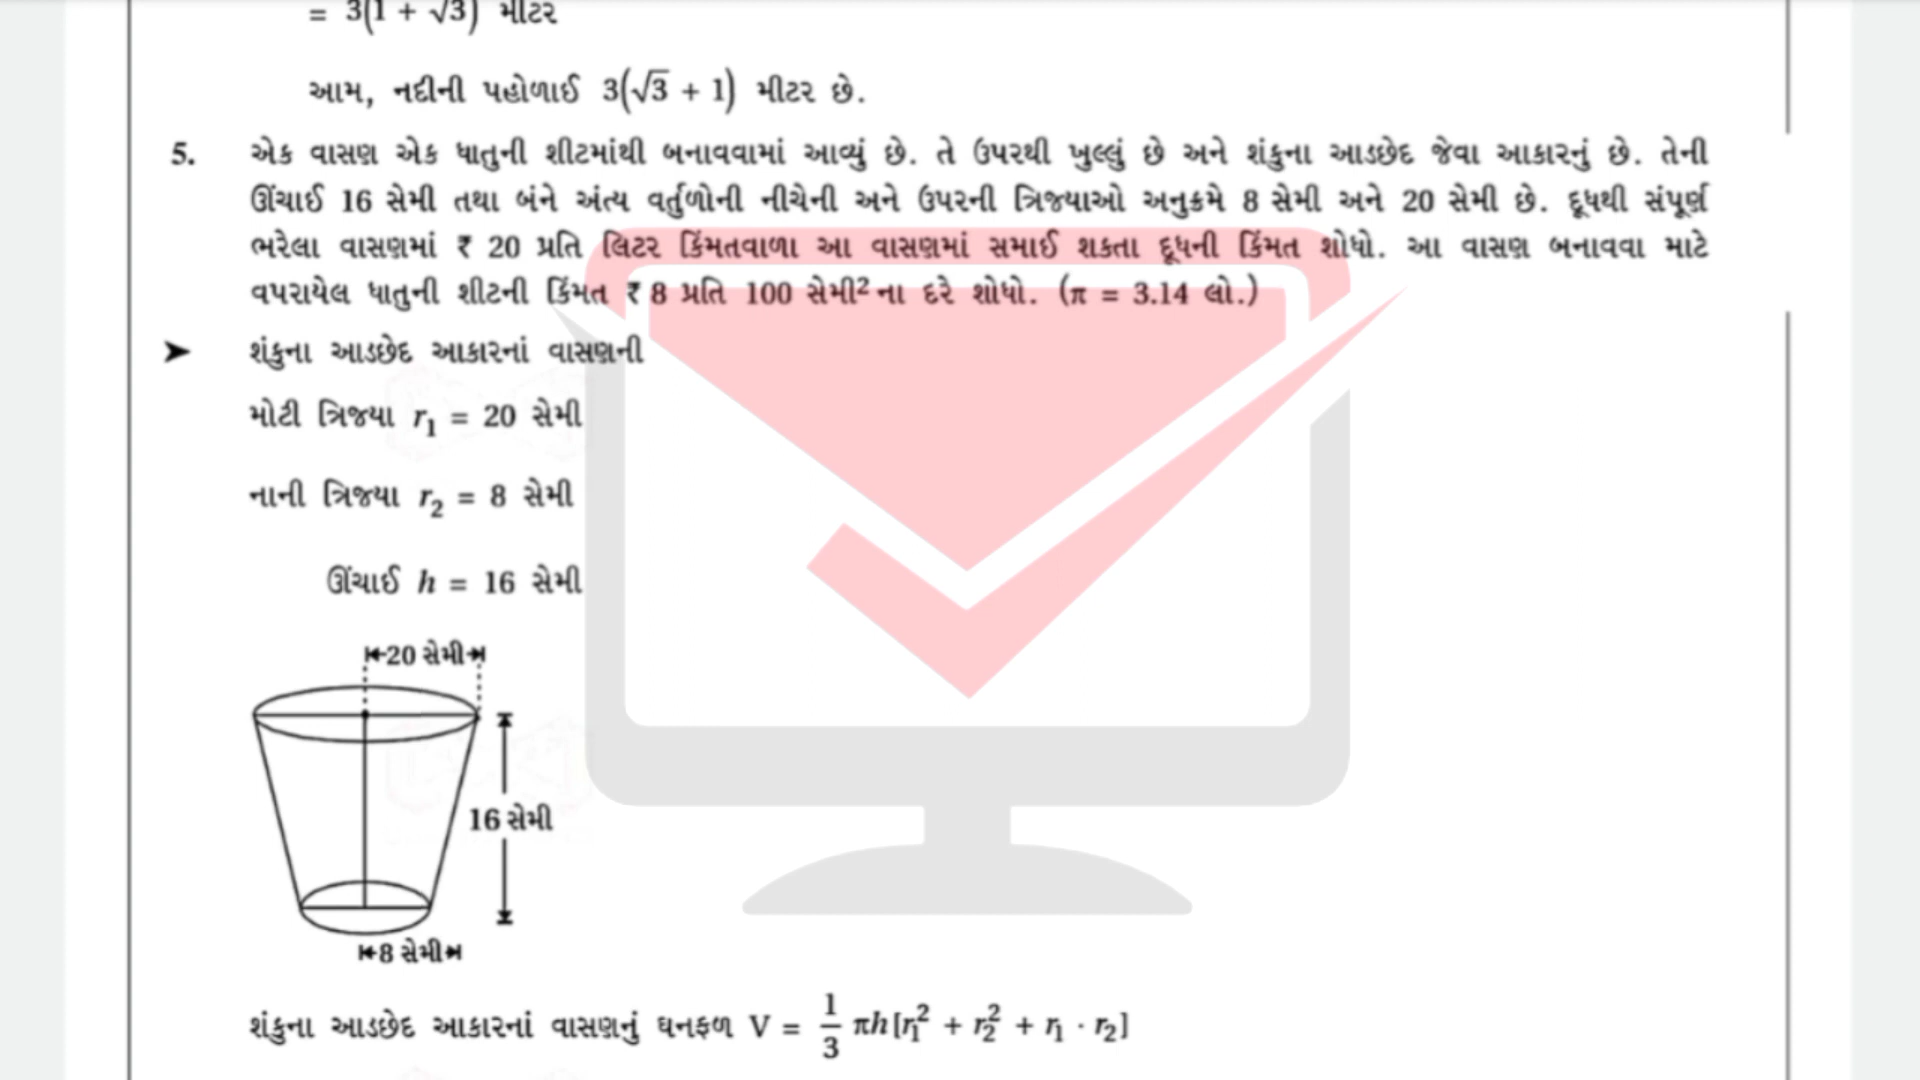 = 3(1 + √3) મીટર
આમ, નદીની પહોળાઈ 3(√3 + 1) મીટર છે.
5. એક વાસણ એક ધાતુની શીટમાંથી બનાવવામાં આવ્યું છે. તે ઉપરથી ખુલ્લું છે અને શંકુના આડછેદ જેવા આકારનું છે. તેની
ઊંચાઈ 16 સેમી તથા બંને અંત્ય વર્તુળોની નીચેની અને ઉપરની ત્રિજ્યાઓ અનુક્રમે 8 સેમી અને 20 સેમી છે. દૂધથી સંપૂર્ણ
ભરેલા વાસણમાં ₹ 20 પ્રતિ લિટર કિંમતવાળા આ વાસણમાં સમાઈ શકતા દૂધની કિંમત શોધો. આ વાસણ બનાવવા માટે
વપરાયેલ ધાતુની શીટની કિંમત ₹ 8 પ્રતિ 100 સેમી² ના દરે શોધો. (π = 3.14 લો.)
➤ શંકુના આડછેદ આકારનાં વાસણની
મોટી ત્રિજ્યા r₁ = 20 સેમી
નાની ત્રિજ્યા r₂ = 8 સેમી
ઊંચાઈ h = 16 સેમી
20 સેમી
16 સેમી
8 સેમી
શંકુના આડછેદ આકારનાં વાસણનું ઘનફળ V = 1/3 πh[r₁² + r₂² + r₁ · r₂]